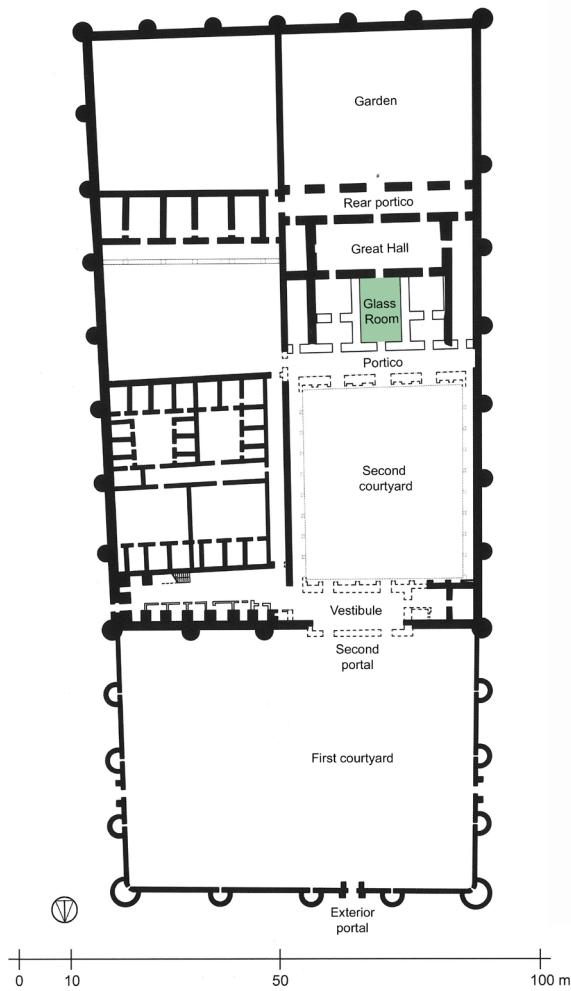 Garden
Rear portico
Great Hall
Glass
Room
Portico
Second
courtyard
Vestibule
Second
portal
First courtyard
Exterior
portal
0
10
50
100 m